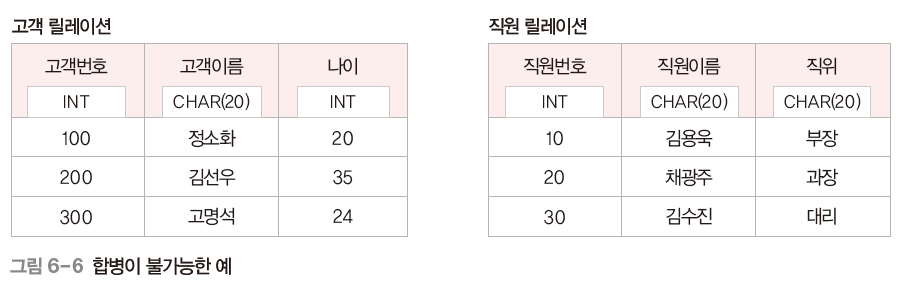 고객 릴레이션
고객번호 고객이름 나이
INT CHAR(20) INT
100 정소화 20
200 김선우 35
300 고명석 24
직원 릴레이션
직원번호 직원이름 직위
INT CHAR(20) CHAR(20)
10 김용욱 부장
20 채광주 과장
30 김수진 대리
그림 6-6 합병이 불가능한 예